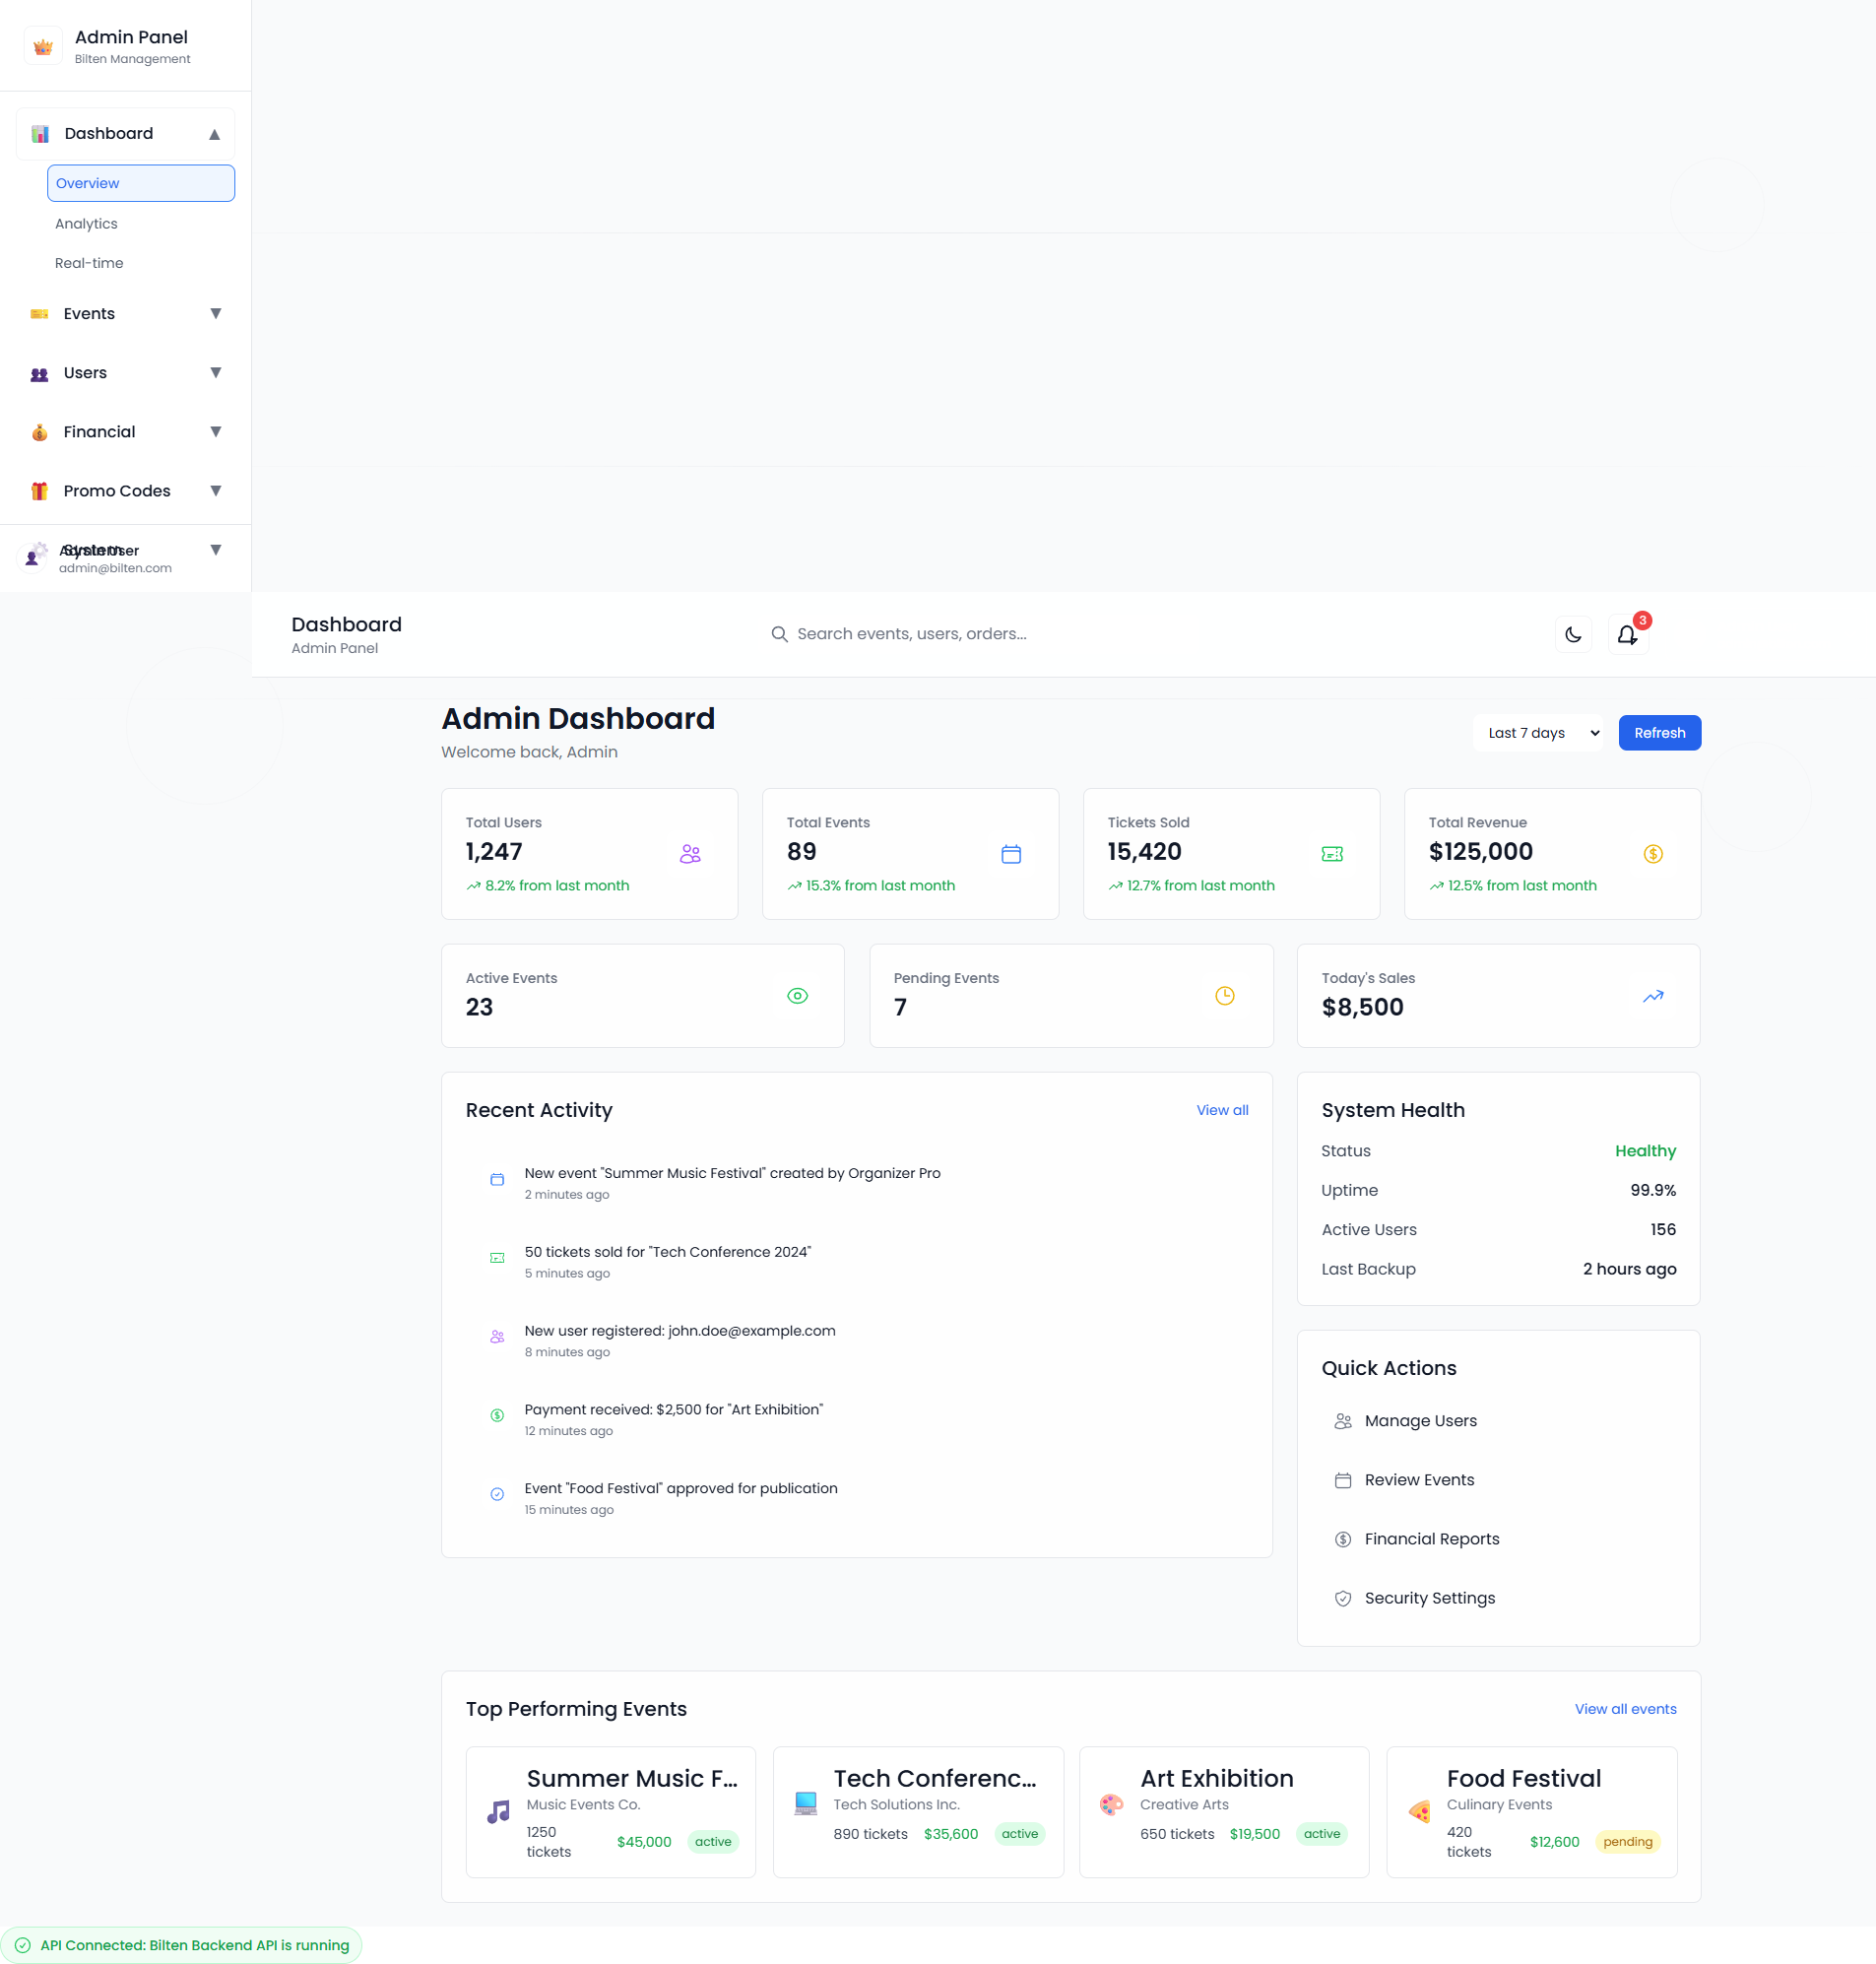 Admin Panel
Bilten Management
Dashboard
Overview
Analytics
Real-time
Events
Users
Financial
Promo Codes
System
Admin User
admin@bilten.com
Dashboard
Admin Panel
Search events, users, orders...
3
Admin Dashboard
Welcome back, Admin
Last 7 days
Refresh
Total Users
1,247
8.2% from last month
Total Events
89
15.3% from last month
Tickets Sold
15,420
12.7% from last month
Total Revenue
$125,000
12.5% from last month
Active Events
23
Pending Events
7
Today's Sales
$8,500
Recent Activity
View all
New event "Summer Music Festival" created by Organizer Pro
2 minutes ago
50 tickets sold for "Tech Conference 2024"
5 minutes ago
New user registered: john.doe@example.com
8 minutes ago
Payment received: $2,500 for "Art Exhibition"
12 minutes ago
Event "Food Festival" approved for publication
15 minutes ago
System Health
Status Healthy
Uptime 99.9%
Active Users 156
Last Backup 2 hours ago
Quick Actions
Manage Users
Review Events
Financial Reports
Security Settings
Top Performing Events
View all events
Summer Music F...
Music Events Co.
1250 tickets $45,000 active
Tech Conferenc...
Tech Solutions Inc.
890 tickets $35,600 active
Art Exhibition
Creative Arts
650 tickets $19,500 active
Food Festival
Culinary Events
420 tickets $12,600 pending
API Connected: Bilten Backend API is running